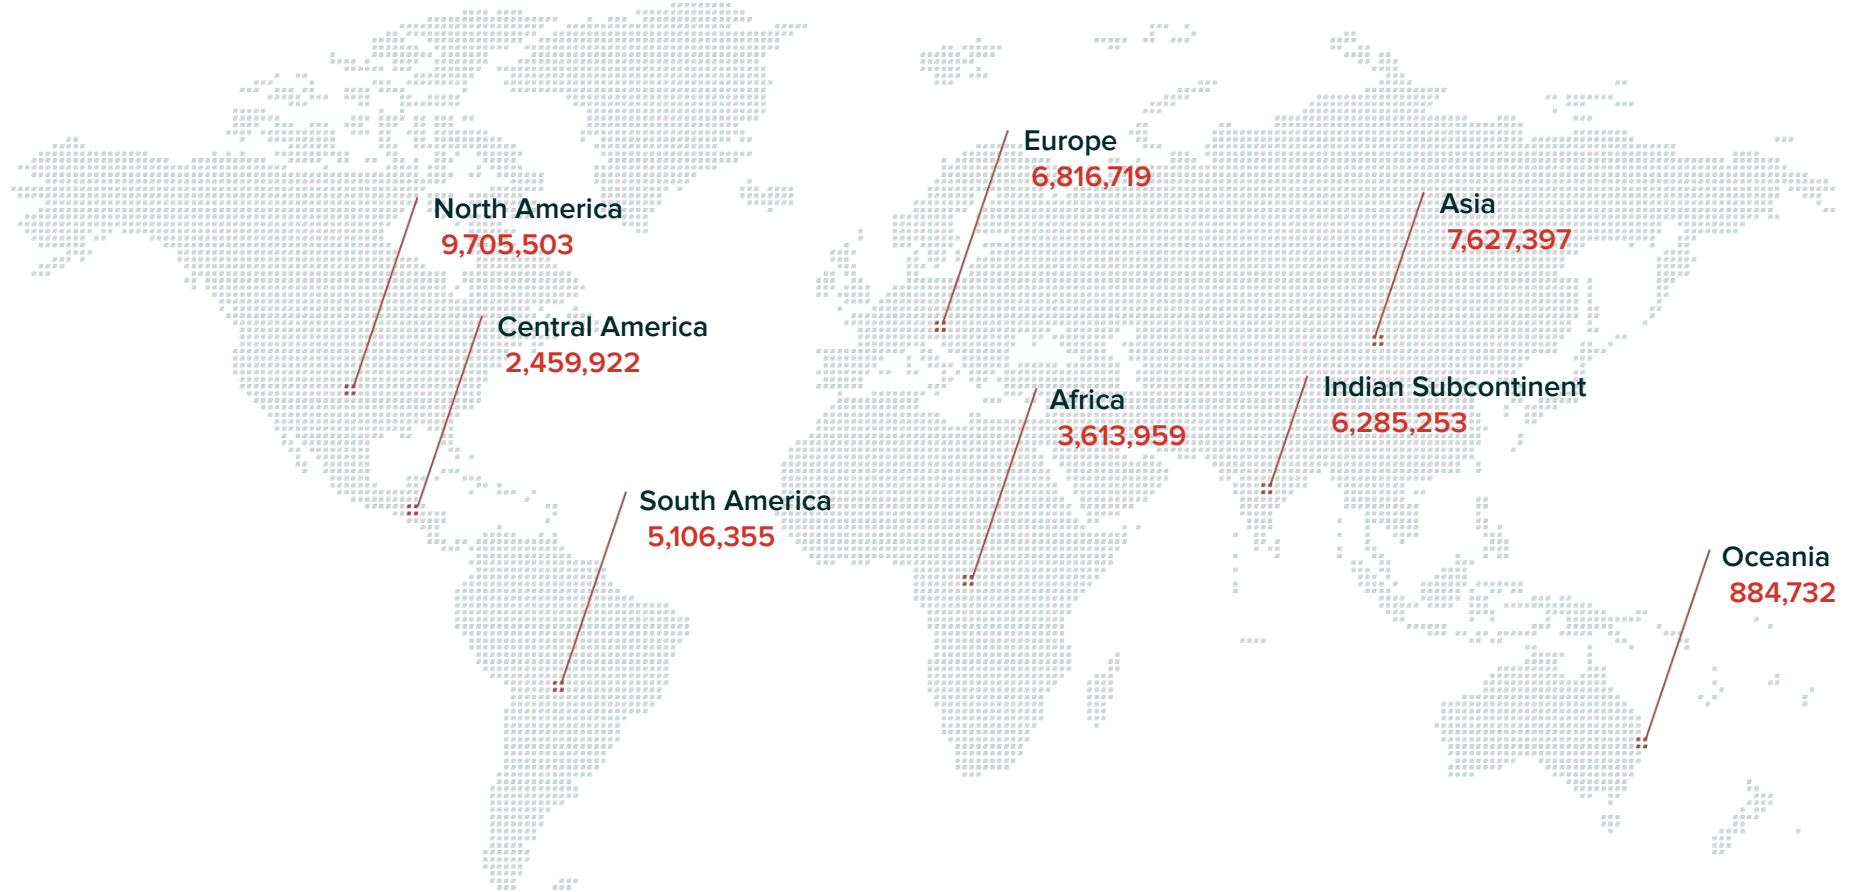 Europe
6,816,719
North America
9,705,503
Asia
7,627,397
Central America
2,459,922
Africa
3,613,959
Indian Subcontinent
6,285,253
South America
5,106,355
Oceania
884,732